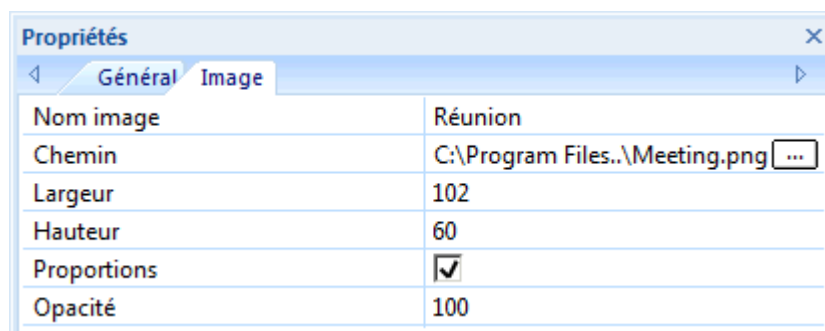 Propriétés
Général Image
Nom image Réunion
Chemin C:\Program Files..\Meeting.png ...
Largeur 102
Hauteur 60
Proportions
Opacité 100